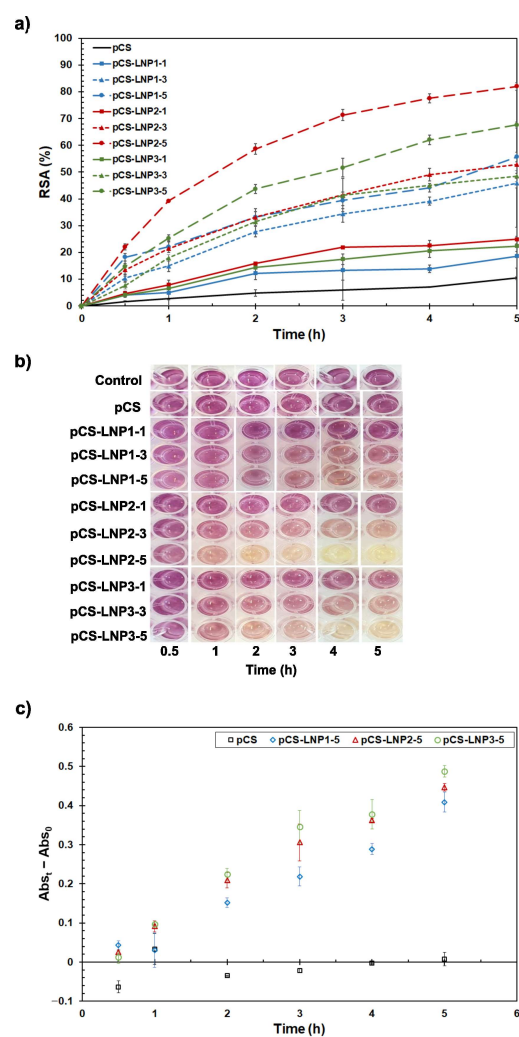 a)
pCS
pCS-LNP1-1
pCS-LNP1-3
pCS-LNP1-5
pCS-LNP2-1
pCS-LNP2-3
pCS-LNP2-5
pCS-LNP3-1
pCS-LNP3-3
pCS-LNP3-5
RSA (%)
100
90
80
70
60
50
40
30
20
10
0
0 1 2 3 4 5
Time (h)
b)
Control
pCS
pCS-LNP1-1
pCS-LNP1-3
pCS-LNP1-5
pCS-LNP2-1
pCS-LNP2-3
pCS-LNP2-5
pCS-LNP3-1
pCS-LNP3-3
pCS-LNP3-5
0.5 1 2 3 4 5
Time (h)
c)
pCS pCS-LNP1-5 pCS-LNP2-5 pCS-LNP3-5
Absₜ – Abs₀
0.6
0.5
0.4
0.3
0.2
0.1
0
−0.1
1 2 3 4 5 6
Time (h)